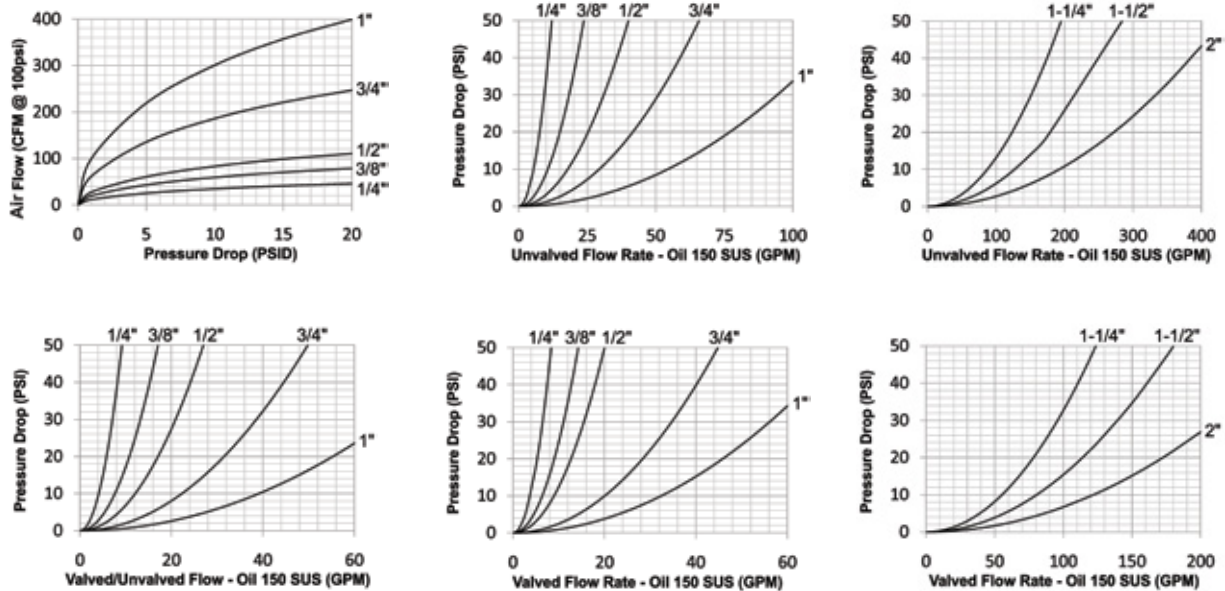 Air Flow (CFM @ 100psi)
400
300
200
100
0
1"
3/4"
1/2"
3/8"
1/4"
0 5 10 15 20
Pressure Drop (PSID)
Pressure Drop (PSI)
1/4" 3/8" 1/2" 3/4"
50
40
30
20
10
0
1"
0 25 50 75 100
Unvalved Flow Rate - Oil 150 SUS (GPM)
Pressure Drop (PSI)
1-1/4" 1-1/2"
50
40
30
20
10
0
2"
0 100 200 300 400
Unvalved Flow Rate - Oil 150 SUS (GPM)
Pressure Drop (PSI)
1/4" 3/8" 1/2" 3/4"
50
40
30
20
10
0
1"
0 20 40 60
Valved/Unvalved Flow - Oil 150 SUS (GPM)
Pressure Drop (PSI)
1/4" 3/8" 1/2" 3/4"
50
40
30
20
10
0
1"
0 20 40 60
Valved Flow Rate - Oil 150 SUS (GPM)
Pressure Drop (PSI)
1-1/4" 1-1/2"
50
40
30
20
10
0
2"
0 50 100 150 200
Valved Flow Rate - Oil 150 SUS (GPM)